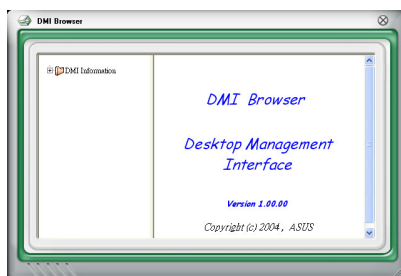 DMI Browser
DMI Information
DMI Browser
Desktop Management
Interface
Version 1.00.00
Copyright (c) 2004, ASUS